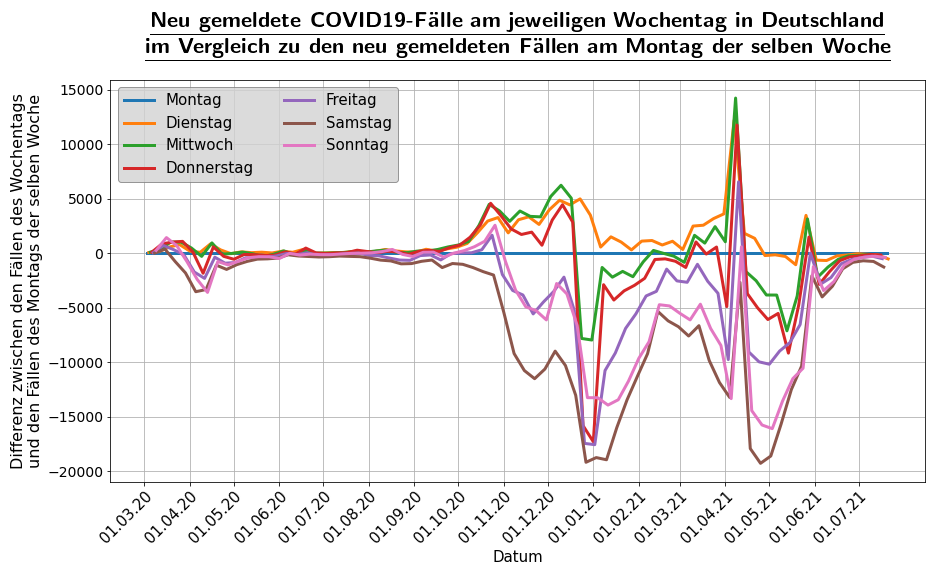 Neu gemeldete COVID19-Fälle am jeweiligen Wochentag in Deutschland
im Vergleich zu den neu gemeldeten Fällen am Montag der selben Woche
Differenz zwischen den Fällen des Wochentags
und den Fällen des Montags der selben Woche
15000
10000
5000
0
−5000
−10000
−15000
−20000
Montag
Dienstag
Mittwoch
Donnerstag
Freitag
Samstag
Sonntag
01.03.20
01.04.20
01.05.20
01.06.20
01.07.20
01.08.20
01.09.20
01.10.20
01.11.20
01.12.20
01.01.21
01.02.21
01.03.21
01.04.21
01.05.21
01.06.21
01.07.21
Datum